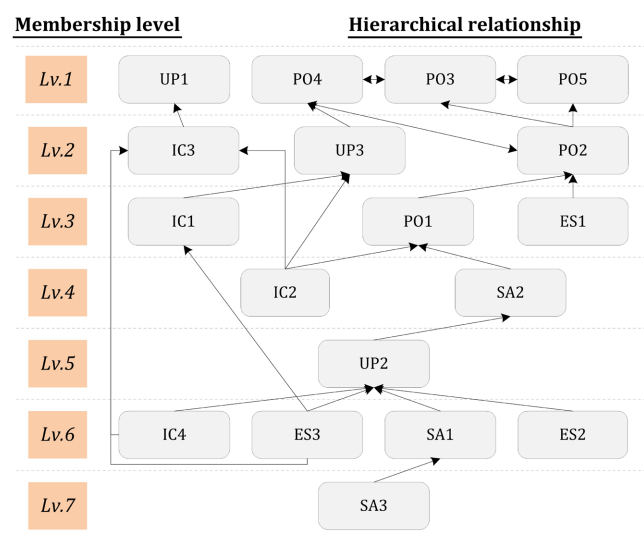 Membership level Hierarchical relationship
Lv.1 UP1 PO4 PO3 PO5
Lv.2 IC3 UP3 PO2
Lv.3 IC1 PO1 ES1
Lv.4 IC2 SA2
Lv.5 UP2
Lv.6 IC4 ES3 SA1 ES2
Lv.7 SA3